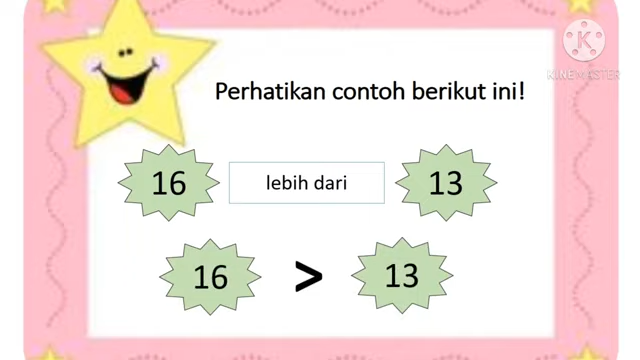 Perhatikan contoh berikut ini!
KINEMASTER
16 lebih dari 13
16 > 13